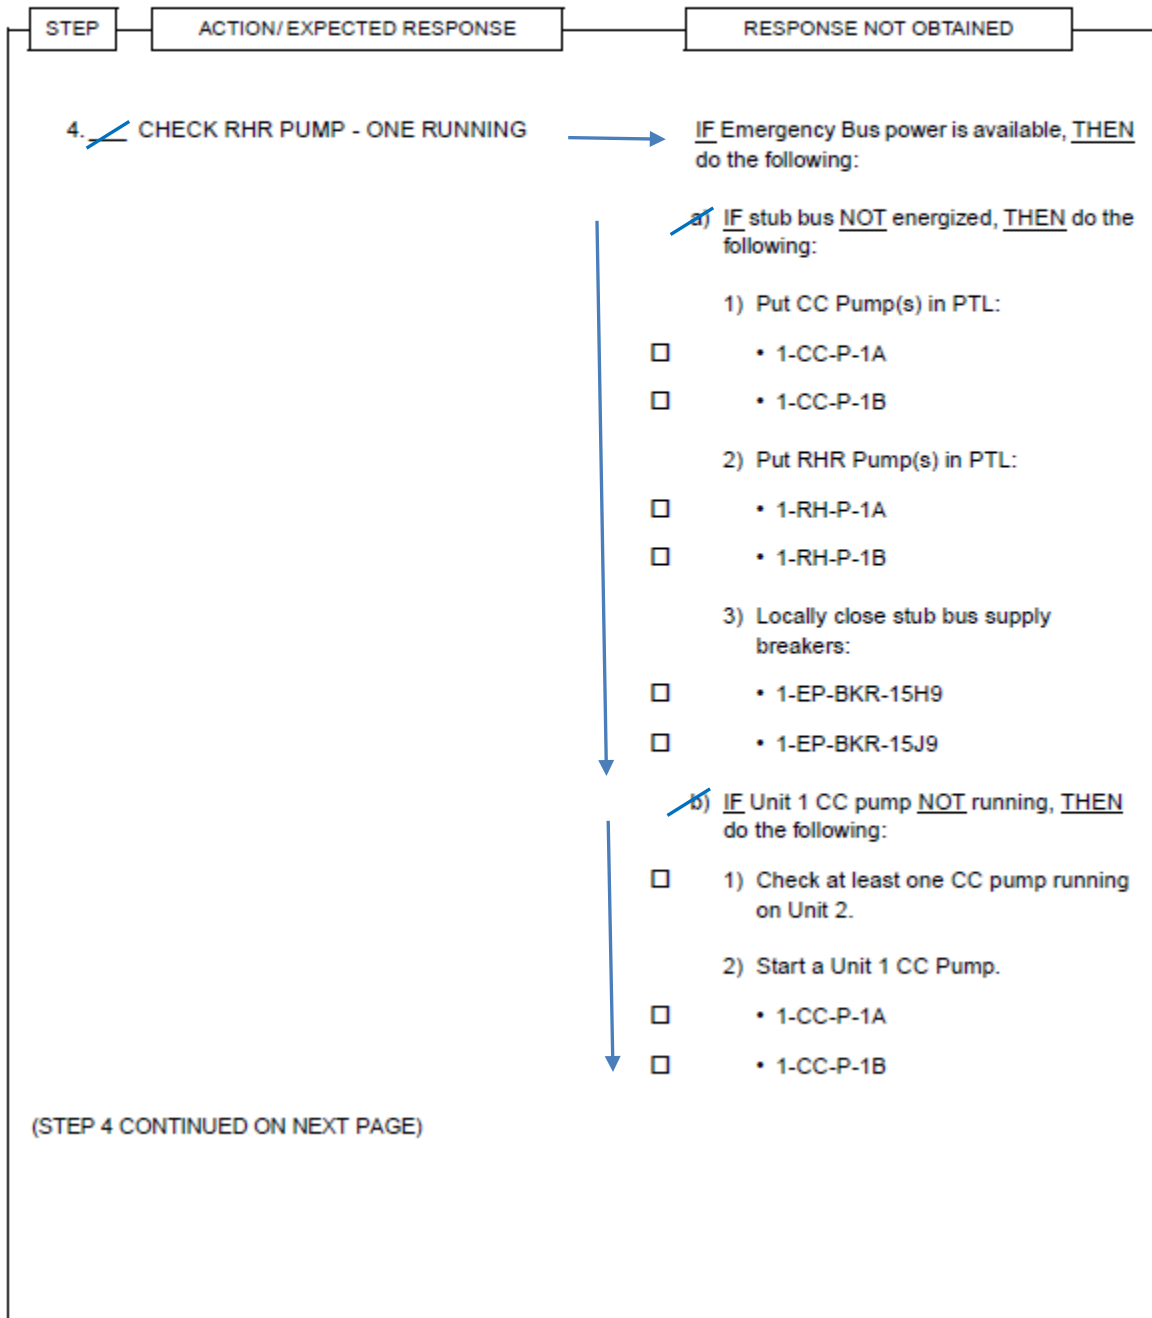 STEP ACTION/ EXPECTED RESPONSE RESPONSE NOT OBTAINED
4.___ CHECK RHR PUMP - ONE RUNNING
IF Emergency Bus power is available, THEN
do the following:
a) IF stub bus NOT energized, THEN do the
following:
1) Put CC Pump(s) in PTL:
☐ • 1-CC-P-1A
☐ • 1-CC-P-1B
2) Put RHR Pump(s) in PTL:
☐ • 1-RH-P-1A
☐ • 1-RH-P-1B
3) Locally close stub bus supply
breakers:
☐ • 1-EP-BKR-15H9
☐ • 1-EP-BKR-15J9
b) IF Unit 1 CC pump NOT running, THEN
do the following:
☐ 1) Check at least one CC pump running
on Unit 2.
2) Start a Unit 1 CC Pump.
☐ • 1-CC-P-1A
☐ • 1-CC-P-1B
(STEP 4 CONTINUED ON NEXT PAGE)